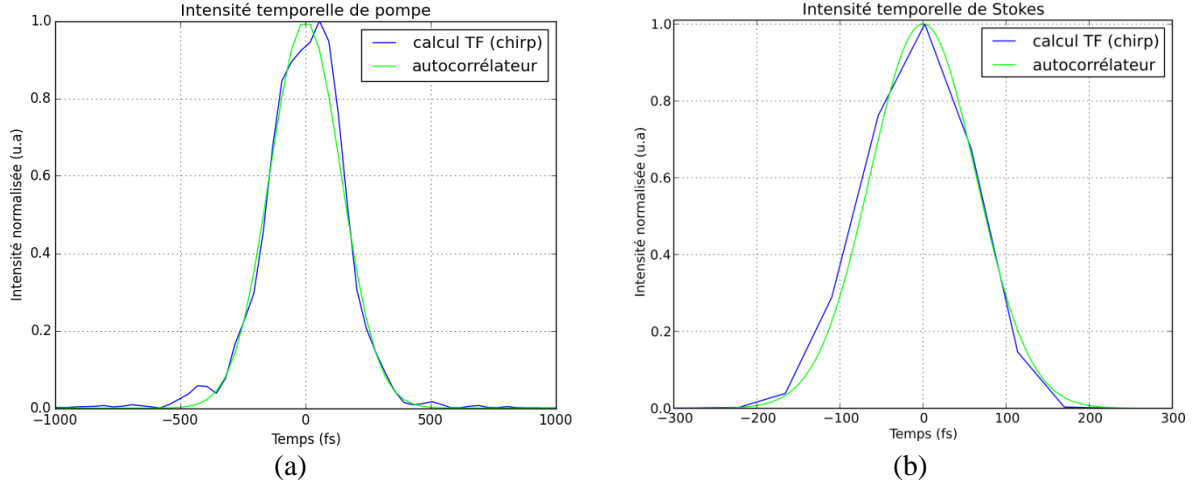 Intensité temporelle de pompe
calcul TF (chirp)
autocorrélateur
Intensité normalisée (u.a)
1.0
0.8
0.6
0.4
0.2
0.0
−1000
−500
0
500
1000
Temps (fs)
(a)
Intensité temporelle de Stokes
calcul TF (chirp)
autocorrélateur
Intensité normalisée (u.a)
1.0
0.8
0.6
0.4
0.2
0.0
−300
−200
−100
0
100
200
300
Temps (fs)
(b)